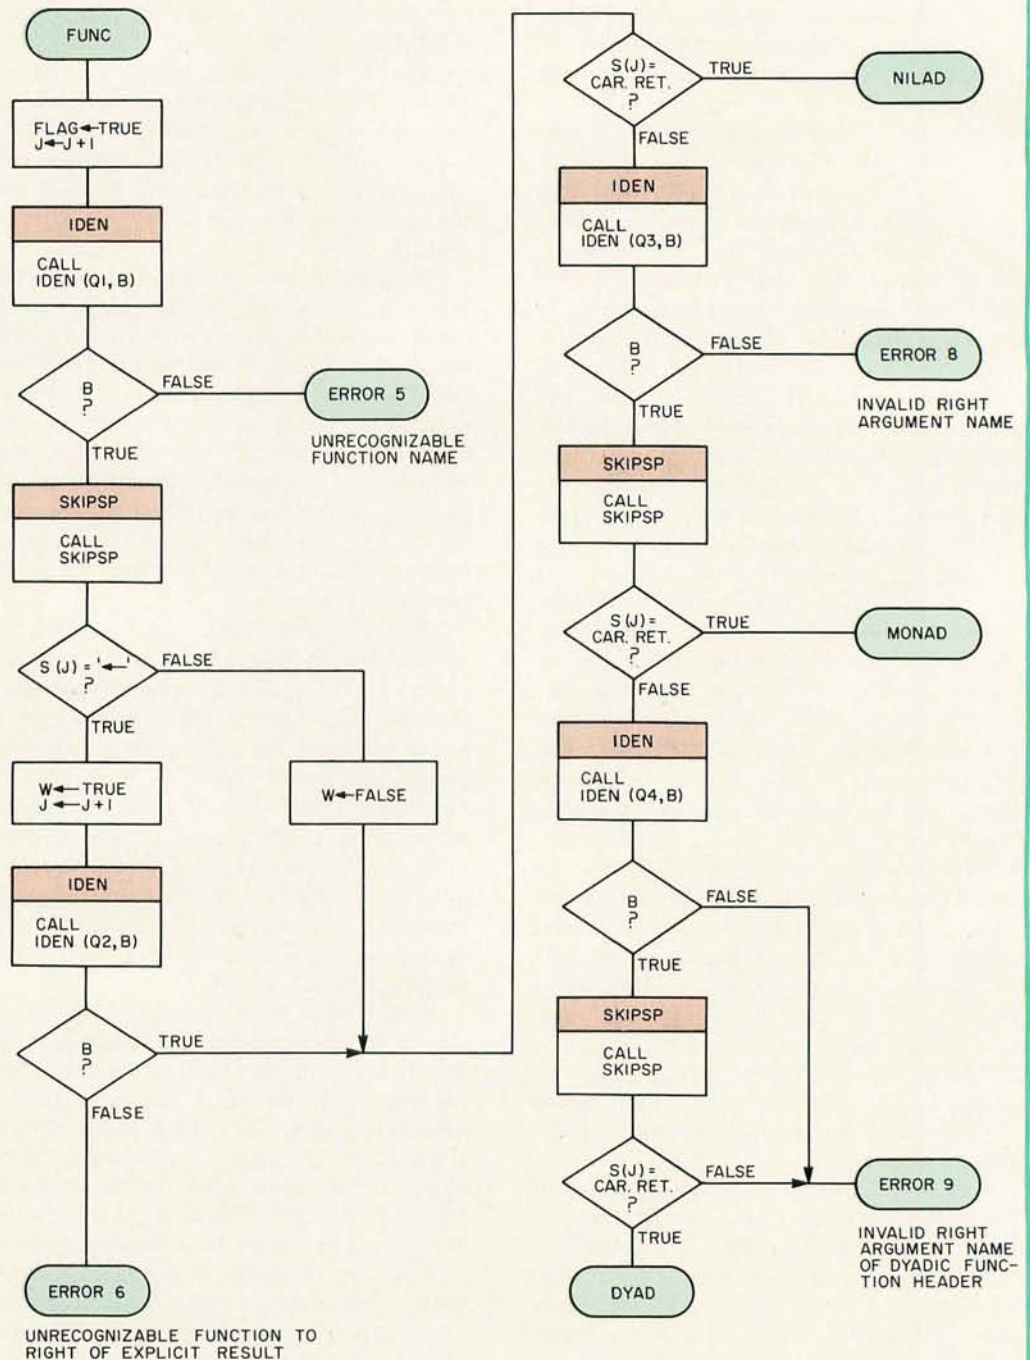 FUNC
FLAG←TRUE
J←J+1
IDEN
CALL
IDEN (Q1, B)
B
?
FALSE
ERROR 5
UNRECOGNIZABLE
FUNCTION NAME
TRUE
SKIPSP
CALL
SKIPSP
S (J) = '←'
?
FALSE
TRUE
W←TRUE
J←J+1
W←FALSE
IDEN
CALL
IDEN (Q2, B)
B
?
TRUE
FALSE
ERROR 6
UNRECOGNIZABLE FUNCTION TO
RIGHT OF EXPLICIT RESULT
S (J) =
CAR. RET.
?
TRUE
NILAD
FALSE
IDEN
CALL
IDEN (Q3, B)
B
?
FALSE
ERROR 8
INVALID RIGHT
ARGUMENT NAME
TRUE
SKIPSP
CALL
SKIPSP
S (J) =
CAR. RET.
?
TRUE
MONAD
FALSE
IDEN
CALL
IDEN (Q4, B)
B
?
FALSE
TRUE
SKIPSP
CALL
SKIPSP
S (J) =
CAR. RET.
?
FALSE
ERROR 9
INVALID RIGHT
ARGUMENT NAME
OF DYADIC FUNC-
TION HEADER
TRUE
DYAD